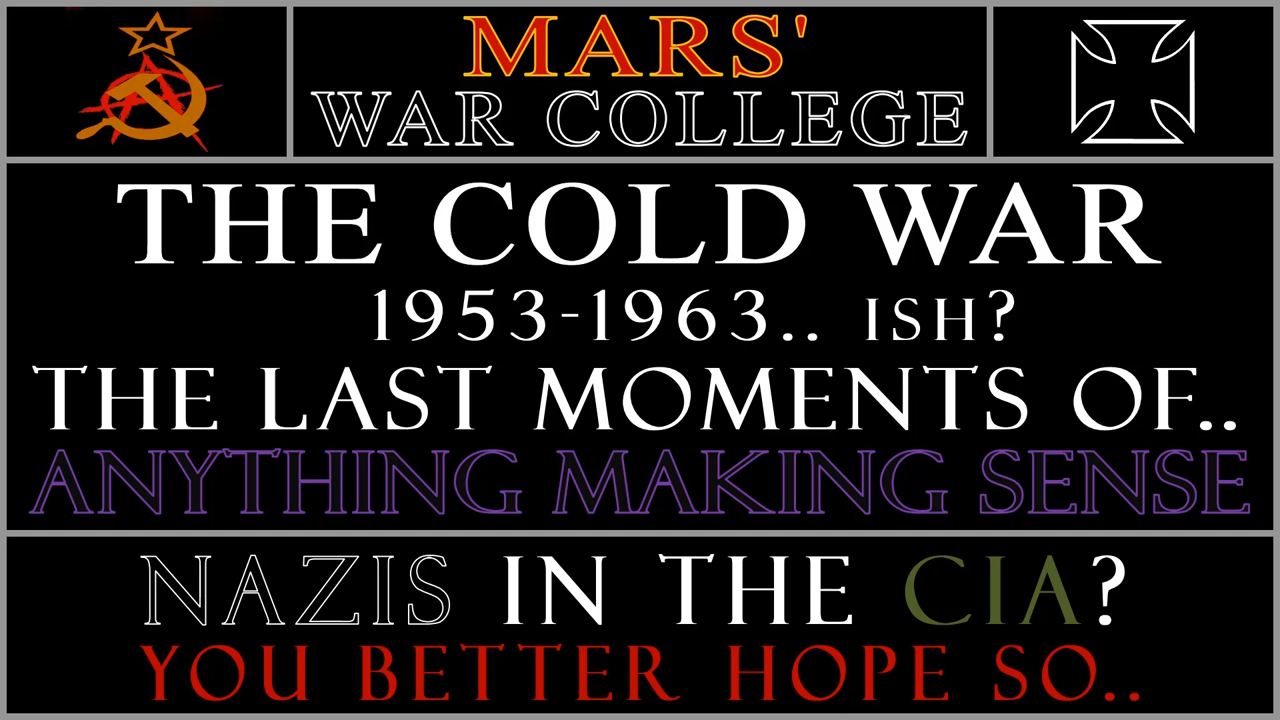 MARS'
WAR COLLEGE
THE COLD WAR
1953-1963.. ISH?
THE LAST MOMENTS OF..
ANYTHING MAKING SENSE
NAZIS IN THE CIA?
YOU BETTER HOPE SO..